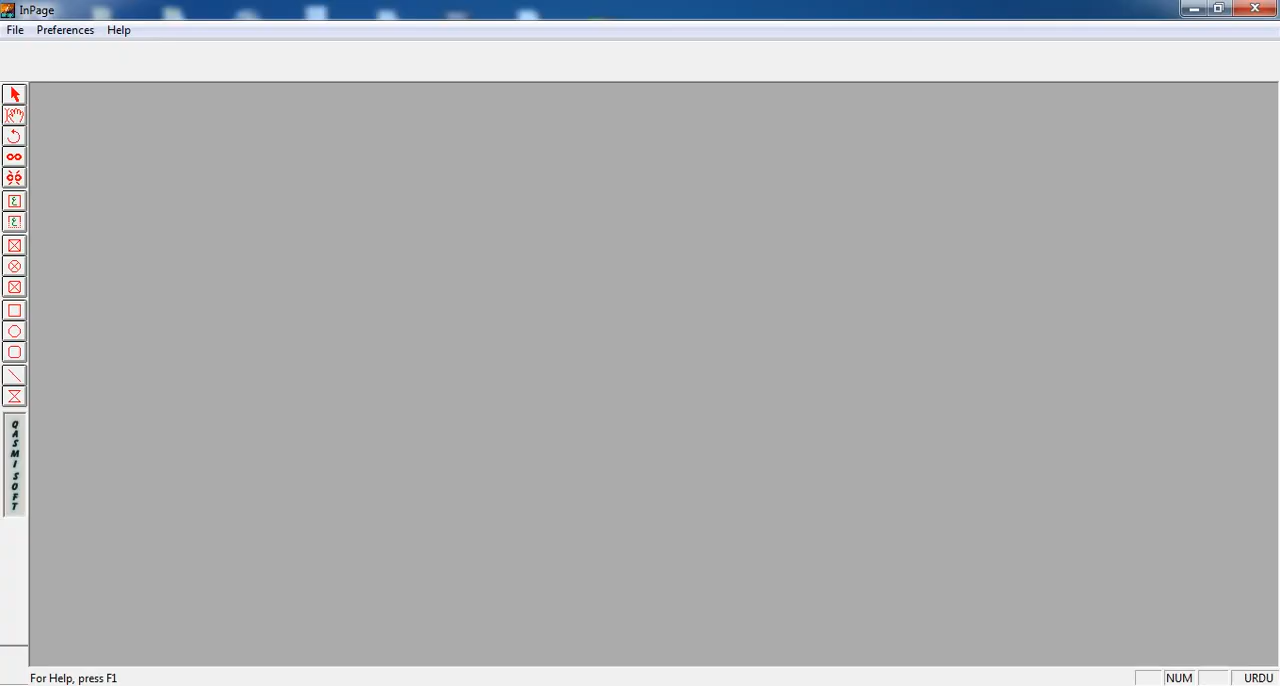 InPage
File Preferences Help
QASMI SOFT
For Help, press F1
NUM
URDU